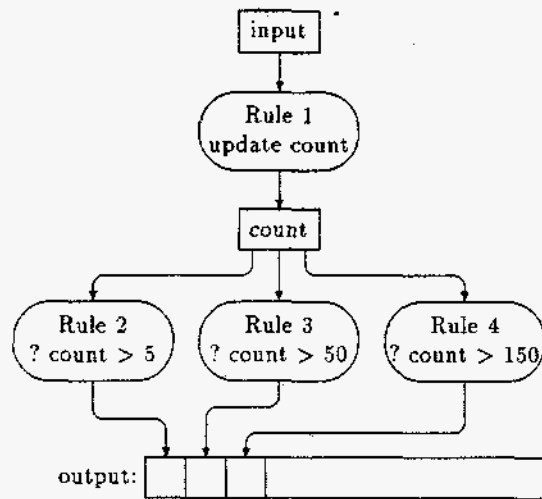 input
Rule 1
update count
count
Rule 2
? count > 5
Rule 3
? count > 50
Rule 4
? count > 150
output: